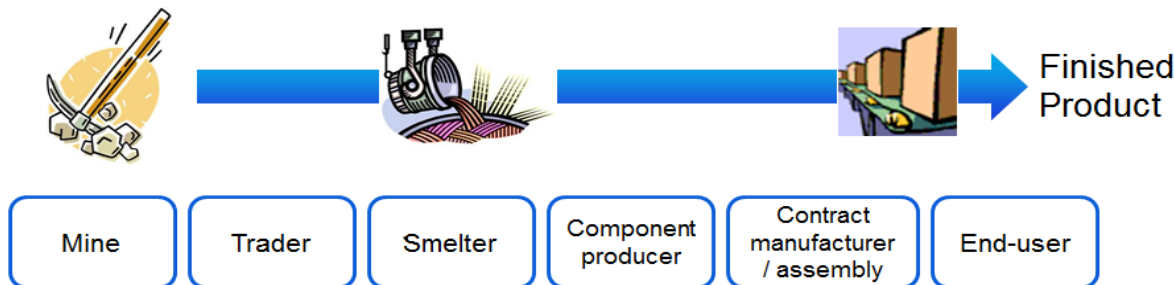 Finished
Product
Mine
Trader
Smelter
Component
producer
Contract
manufacturer
/ assembly
End-user